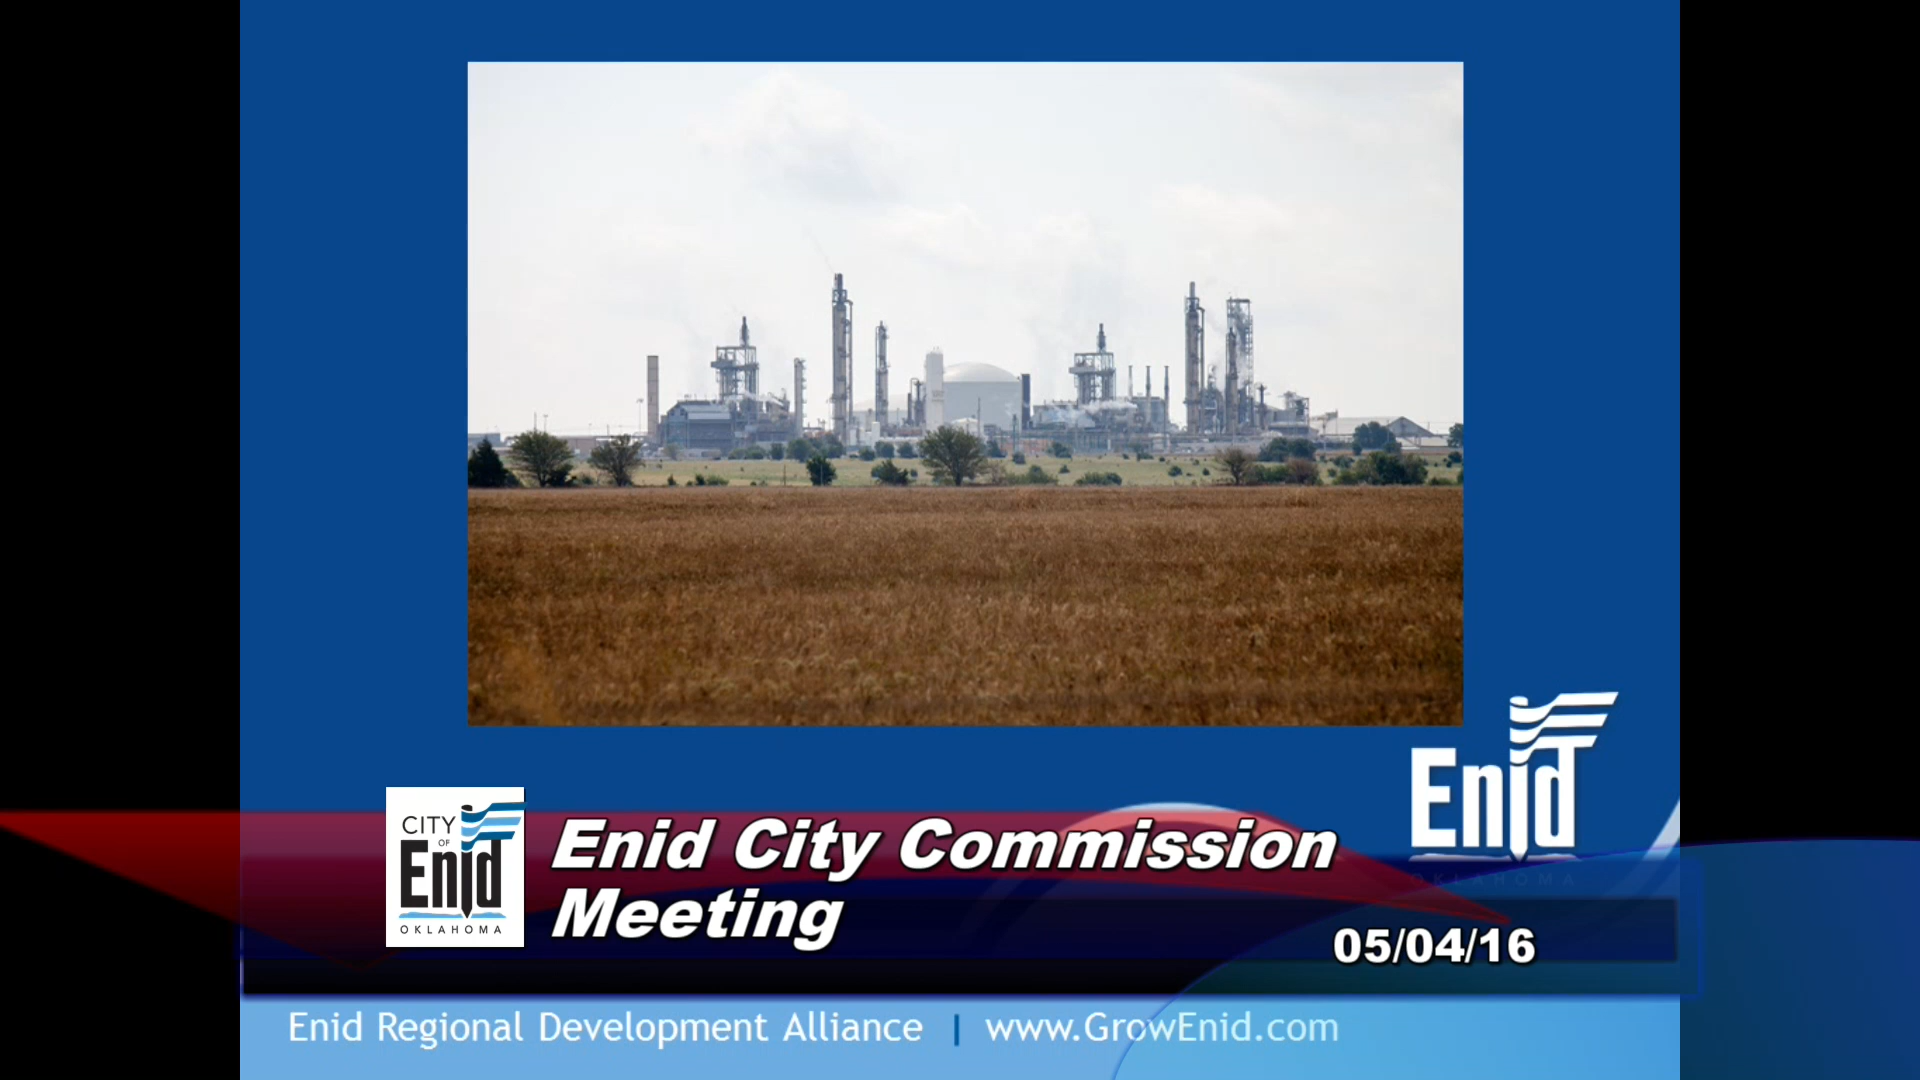 Enid
OKLAHOMA
CITY
OF
Enid
OKLAHOMA
Enid City Commission
Meeting
05/04/16
Enid Regional Development Alliance | www.GrowEnid.com